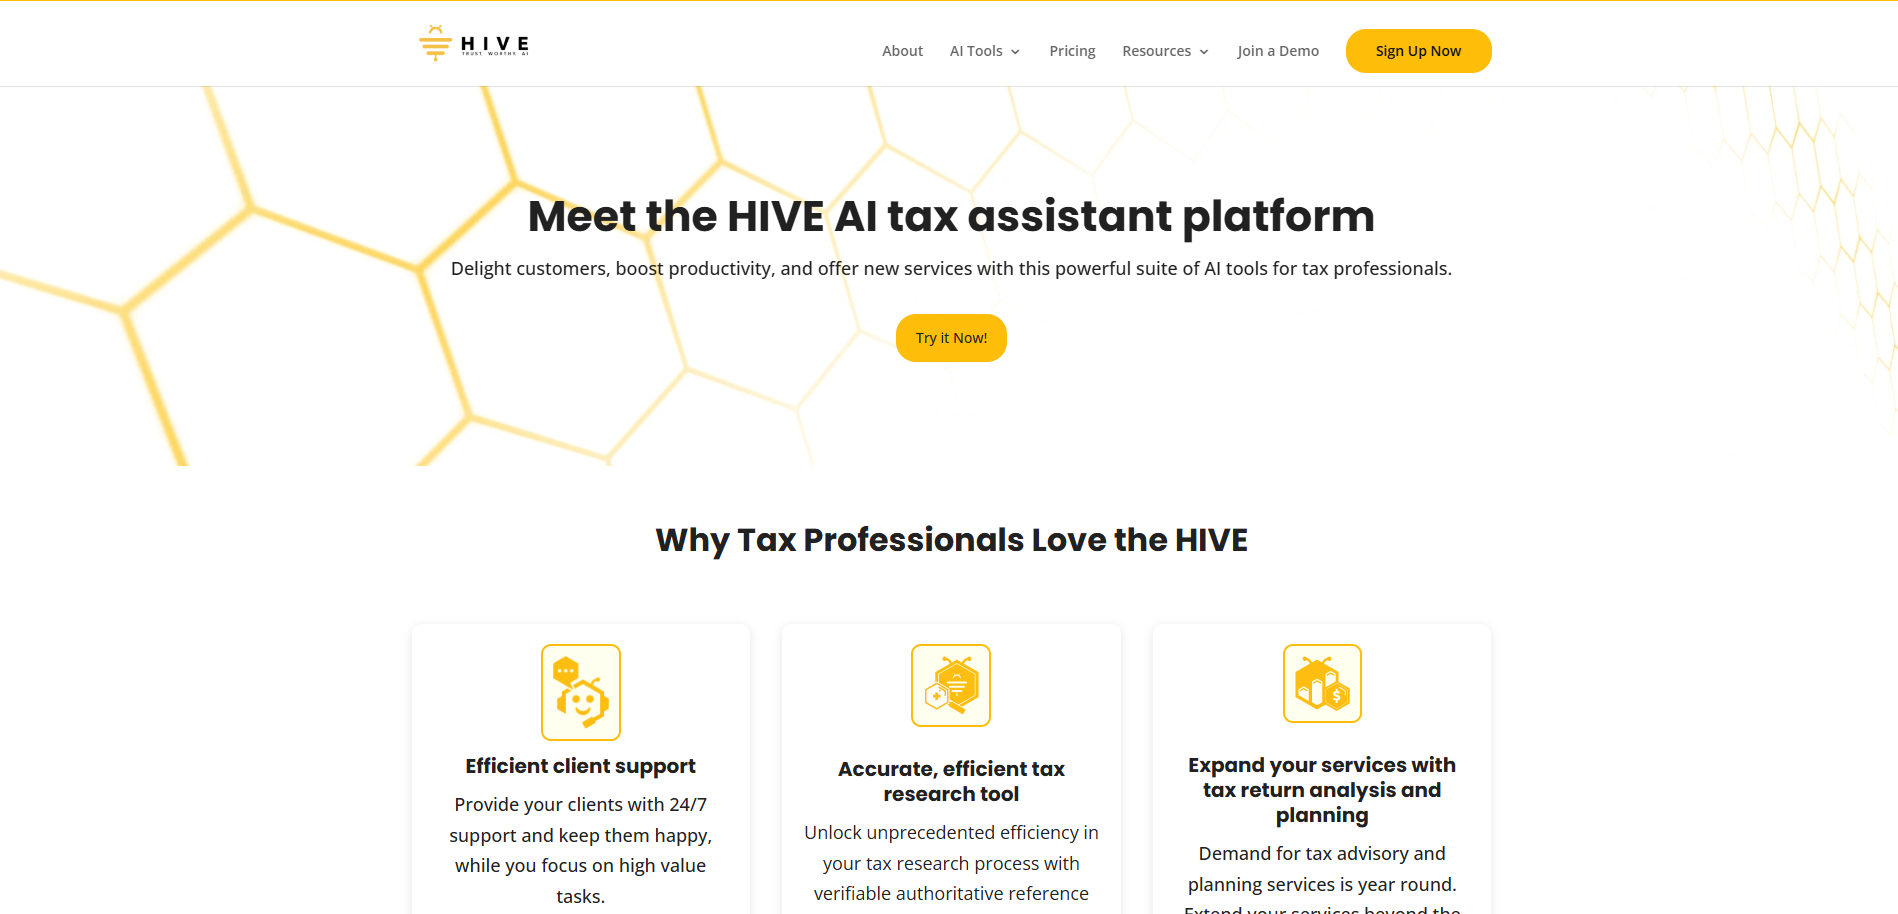 HIVE
TRUST WORTHY AI
About
AI Tools
Pricing
Resources
Join a Demo
Sign Up Now
Meet the HIVE AI tax assistant platform
Delight customers, boost productivity, and offer new services with this powerful suite of AI tools for tax professionals.
Try it Now!
Why Tax Professionals Love the HIVE
Efficient client support
Provide your clients with 24/7
support and keep them happy,
while you focus on high value
tasks.
Accurate, efficient tax
research tool
Unlock unprecedented efficiency in
your tax research process with
verifiable authoritative reference
$
Expand your services with
tax return analysis and
planning
Demand for tax advisory and
planning services is year round.
Extend your services beyond the